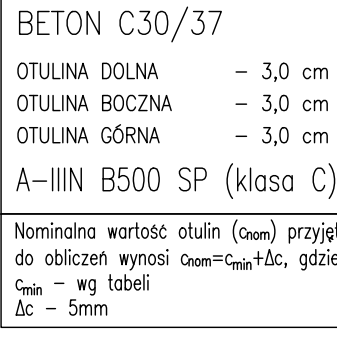 BETON C30/37
OTULINA DOLNA – 3,0 cm
OTULINA BOCZNA – 3,0 cm
OTULINA GÓRNA – 3,0 cm
A–IIIN B500 SP (klasa C)
Nominalna wartość otulin (cnom) przyjęt
do obliczeń wynosi cnom=cmin+Δc, gdzie
cmin – wg tabeli
Δc – 5mm